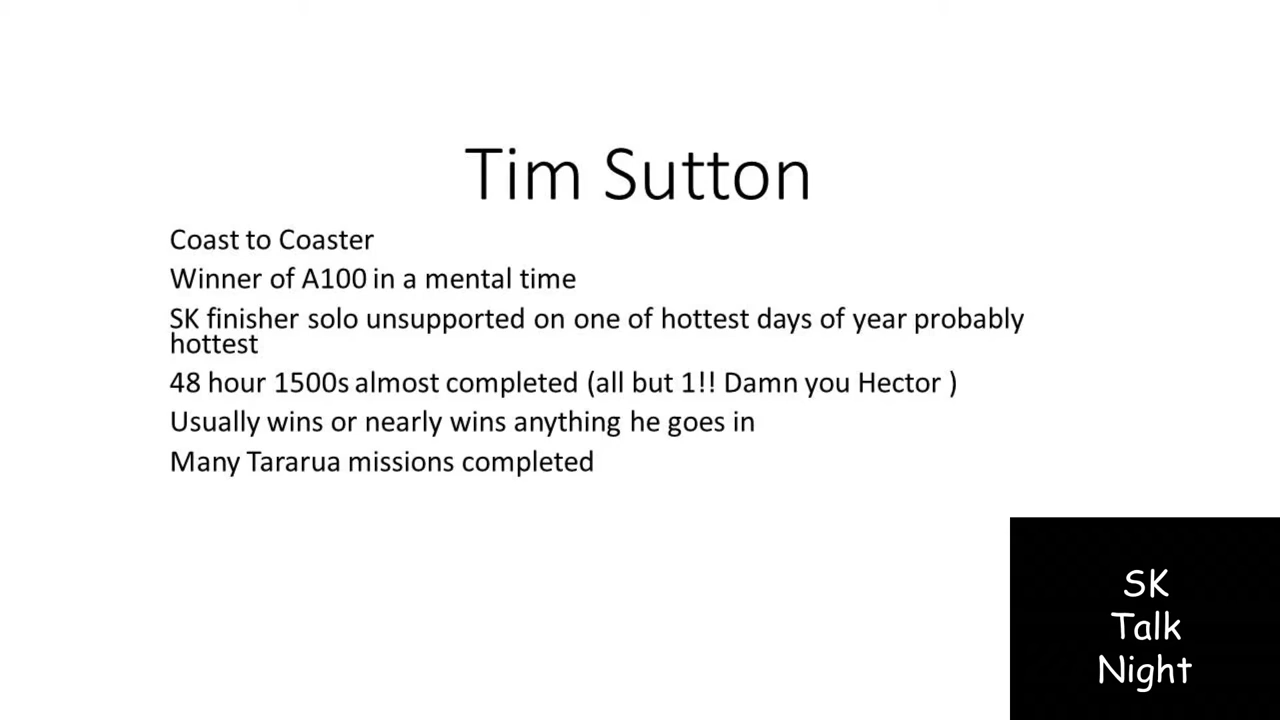 Tim Sutton
Coast to Coaster
Winner of A100 in a mental time
SK finisher solo unsupported on one of hottest days of year probably
hottest
48 hour 1500s almost completed (all but 1!! Damn you Hector )
Usually wins or nearly wins anything he goes in
Many Tararua missions completed
SK
Talk
Night